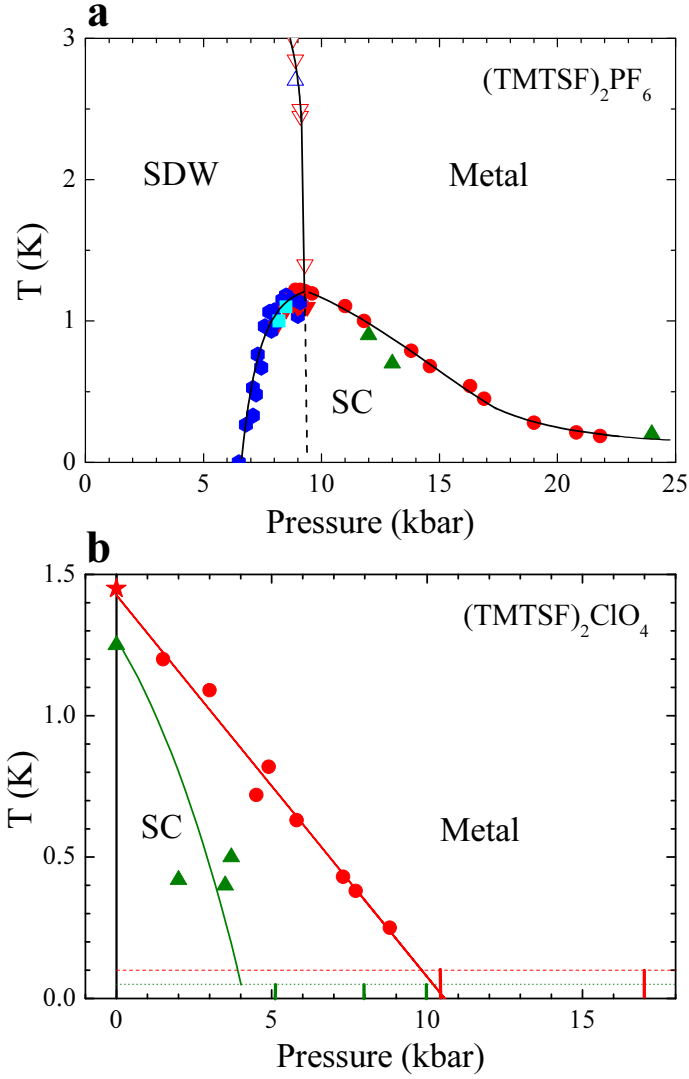 a
3
(TMTSF)₂PF₆
SDW
Metal
2
T (K)
1
SC
0
0 5 10 15 20 25
Pressure (kbar)
b
1.5
(TMTSF)₂ClO₄
1.0
T (K)
SC
Metal
0.5
0.0
0 5 10 15
Pressure (kbar)